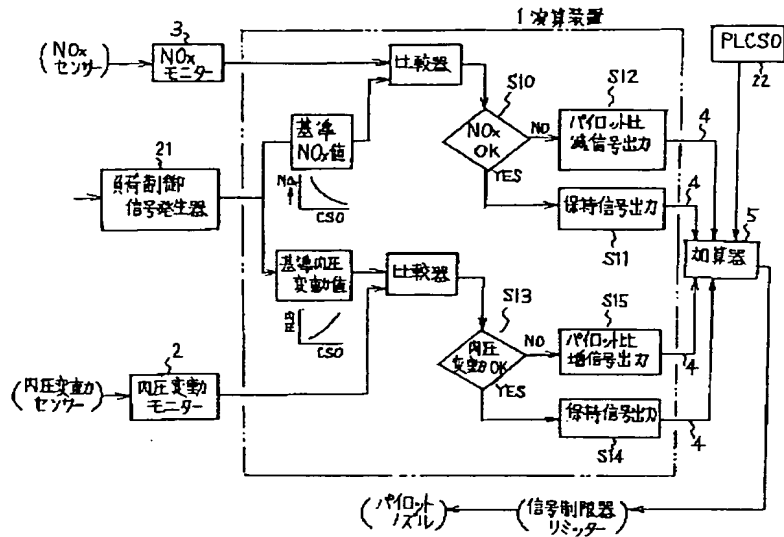 1 演算装置
3
(NOx
センサー)
NOx
モニター
比較器
S10
NOx
OK
NO
YES
S12
パイロット比
減信号出力
4
PLCSO
22
基準
NOx値
NOx
CSO
21
負荷制御
信号発生器
保持信号出力
4
S11
5
加算器
基準内圧
変動値
内圧
CSO
比較器
S13
内圧
変動OK
NO
YES
S15
パイロット比
増信号出力
4
2
(内圧変動
センサー)
内圧変動
モニター
保持信号出力
4
S14
(パイロット
ノズル)
(信号制限器
リミッター)